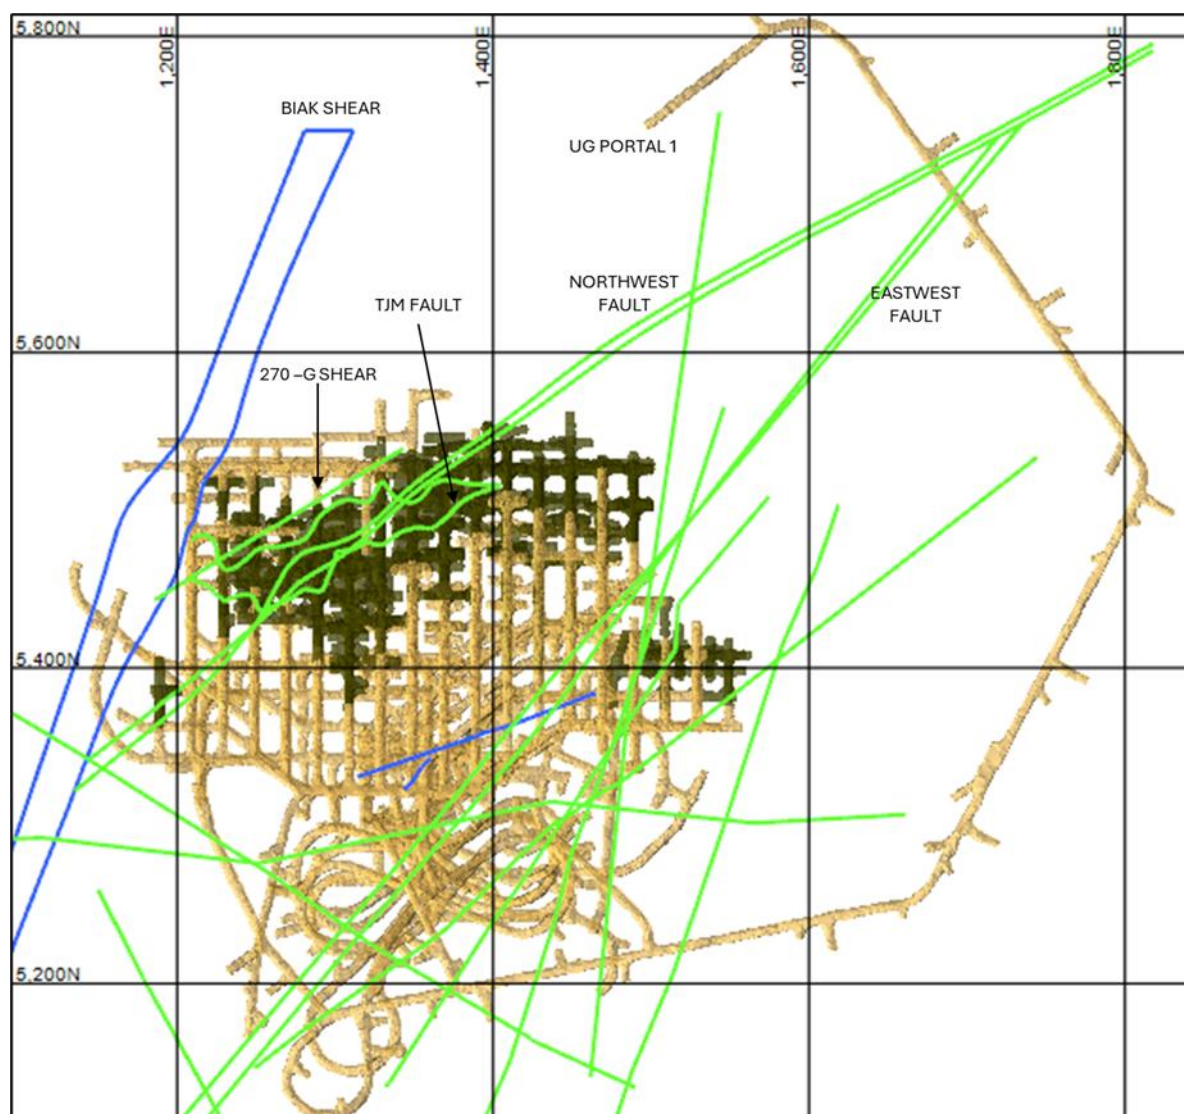 5,800N
1,200E
1,400E
1,600E
1,800E
BIAK SHEAR
UG PORTAL 1
NORTHWEST
FAULT
EASTWEST
FAULT
TJM FAULT
5,600N
270 –G SHEAR
5,400N
5,200N